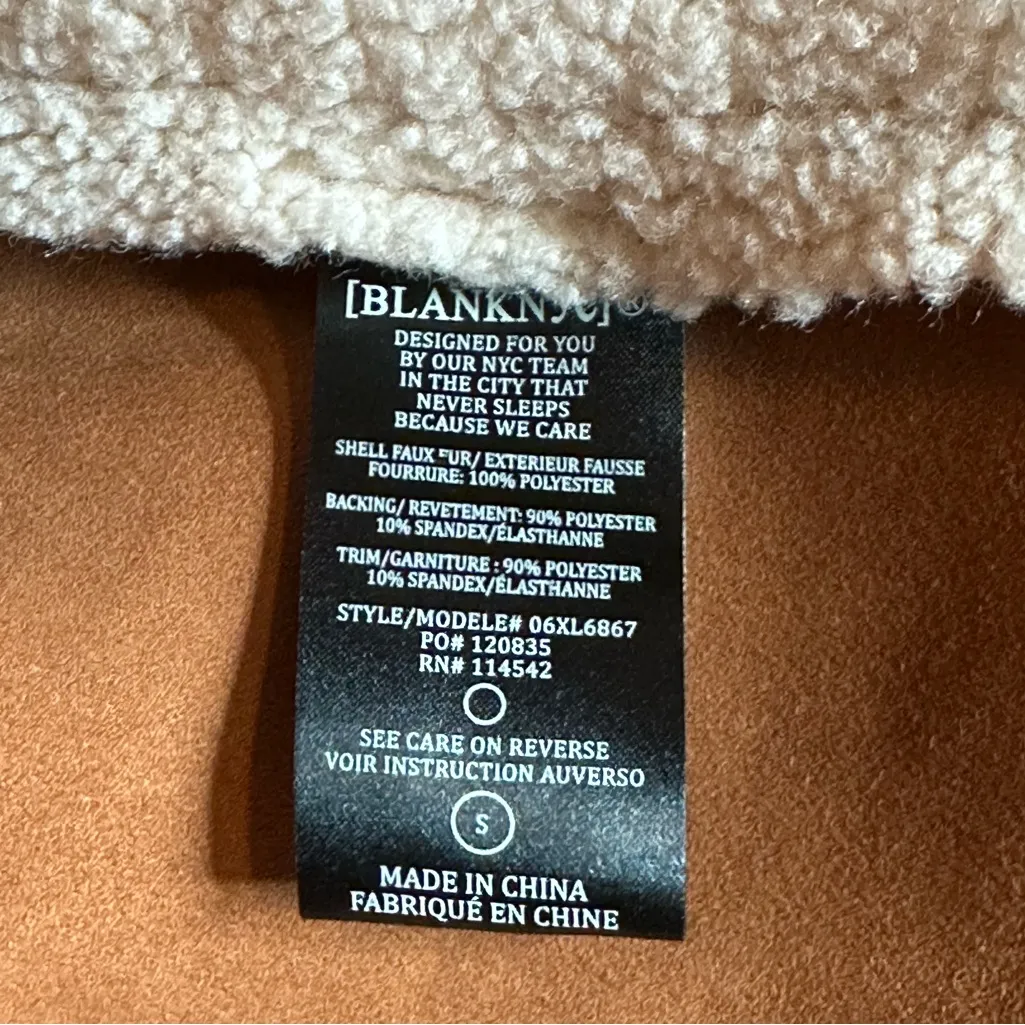 [BLANKNYC]®
DESIGNED FOR YOU
BY OUR NYC TEAM
IN THE CITY THAT
NEVER SLEEPS
BECAUSE WE CARE
SHELL FAUX FUR/ EXTERIEUR FAUSSE
FOURRURE: 100% POLYESTER
BACKING/ REVETEMENT: 90% POLYESTER
10% SPANDEX/ÉLASTHANNE
TRIM/GARNITURE : 90% POLYESTER
10% SPANDEX/ÉLASTHANNE
STYLE/MODELE# 06XL6867
PO# 120835
RN# 114542
SEE CARE ON REVERSE
VOIR INSTRUCTION AUVERSO
S
MADE IN CHINA
FABRIQUÉ EN CHINE